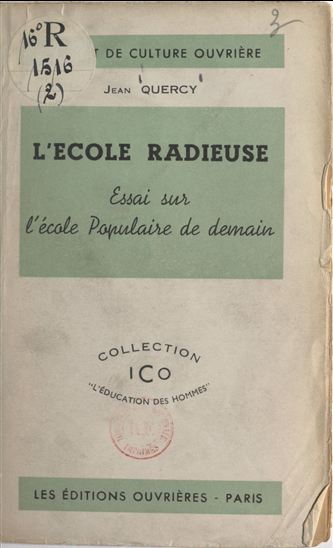 16° R
1516
(2)
3
T DE CULTURE OUVRIÈRE
JEAN QUERCY
L'ECOLE RADIEUSE
Essai sur
l'école Populaire de demain
COLLECTION
ICO
"L'ÉDUCATION DES HOMMES"
LES ÉDITIONS OUVRIÈRES - PARIS